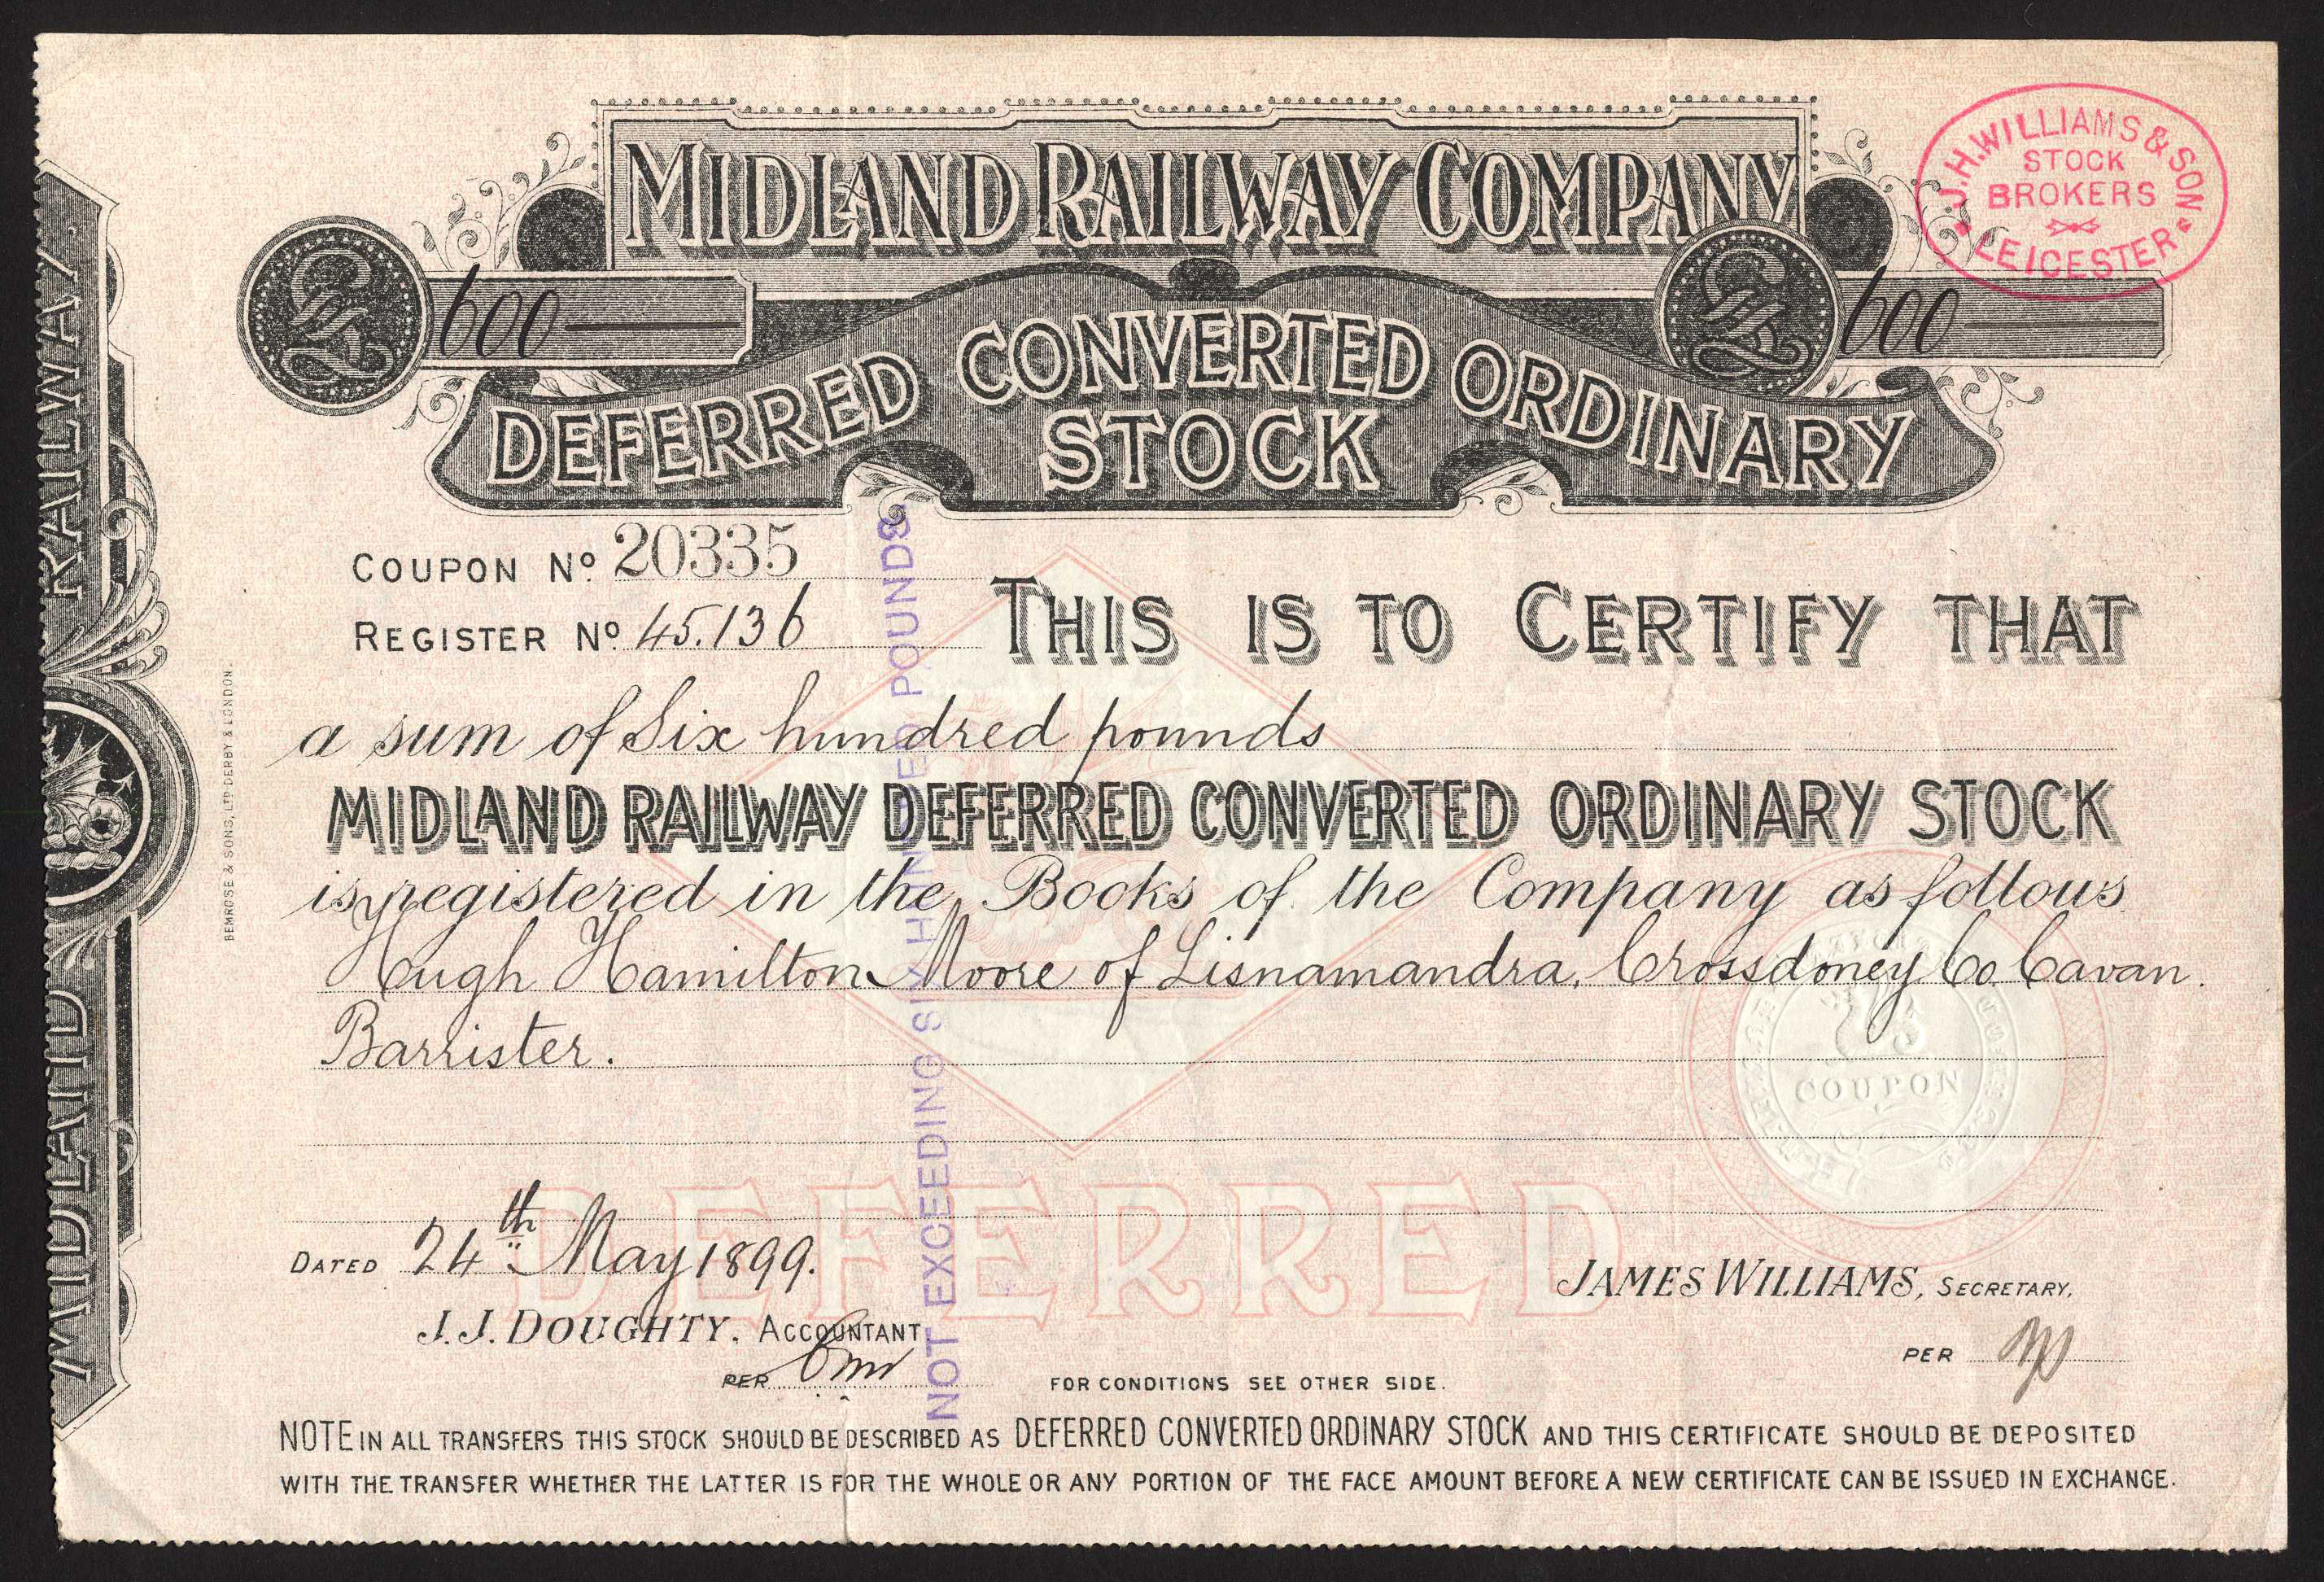 MIDLAND RAILWAY COMPANY
J.H. WILLIAMS & SON
STOCK
BROKERS
LEICESTER
£ 600
£ 600
DEFERRED CONVERTED ORDINARY
STOCK
COUPON Nº 20335
REGISTER Nº 45.136
THIS IS TO CERTIFY THAT
a sum of Six hundred pounds
MIDLAND RAILWAY DEFERRED CONVERTED ORDINARY STOCK
is registered in the Books of the Company as follows
Hugh Hamilton Moore of Lisnamandra, Crossdoney Co. Cavan.
Barrister.
COUPON
DEFERRED
DATED 24th May 1899.
JAMES WILLIAMS, SECRETARY,
J. J. DOUGHTY, ACCOUNTANT,
PER
PER
FOR CONDITIONS SEE OTHER SIDE.
NOTE IN ALL TRANSFERS THIS STOCK SHOULD BE DESCRIBED AS DEFERRED CONVERTED ORDINARY STOCK AND THIS CERTIFICATE SHOULD BE DEPOSITED
WITH THE TRANSFER WHETHER THE LATTER IS FOR THE WHOLE OR ANY PORTION OF THE FACE AMOUNT BEFORE A NEW CERTIFICATE CAN BE ISSUED IN EXCHANGE.
NOT EXCEEDING SIX HUNDRED POUNDS
MIDLAND RAILWAY.
BEMROSE & SONS, LTD DERBY & LONDON.